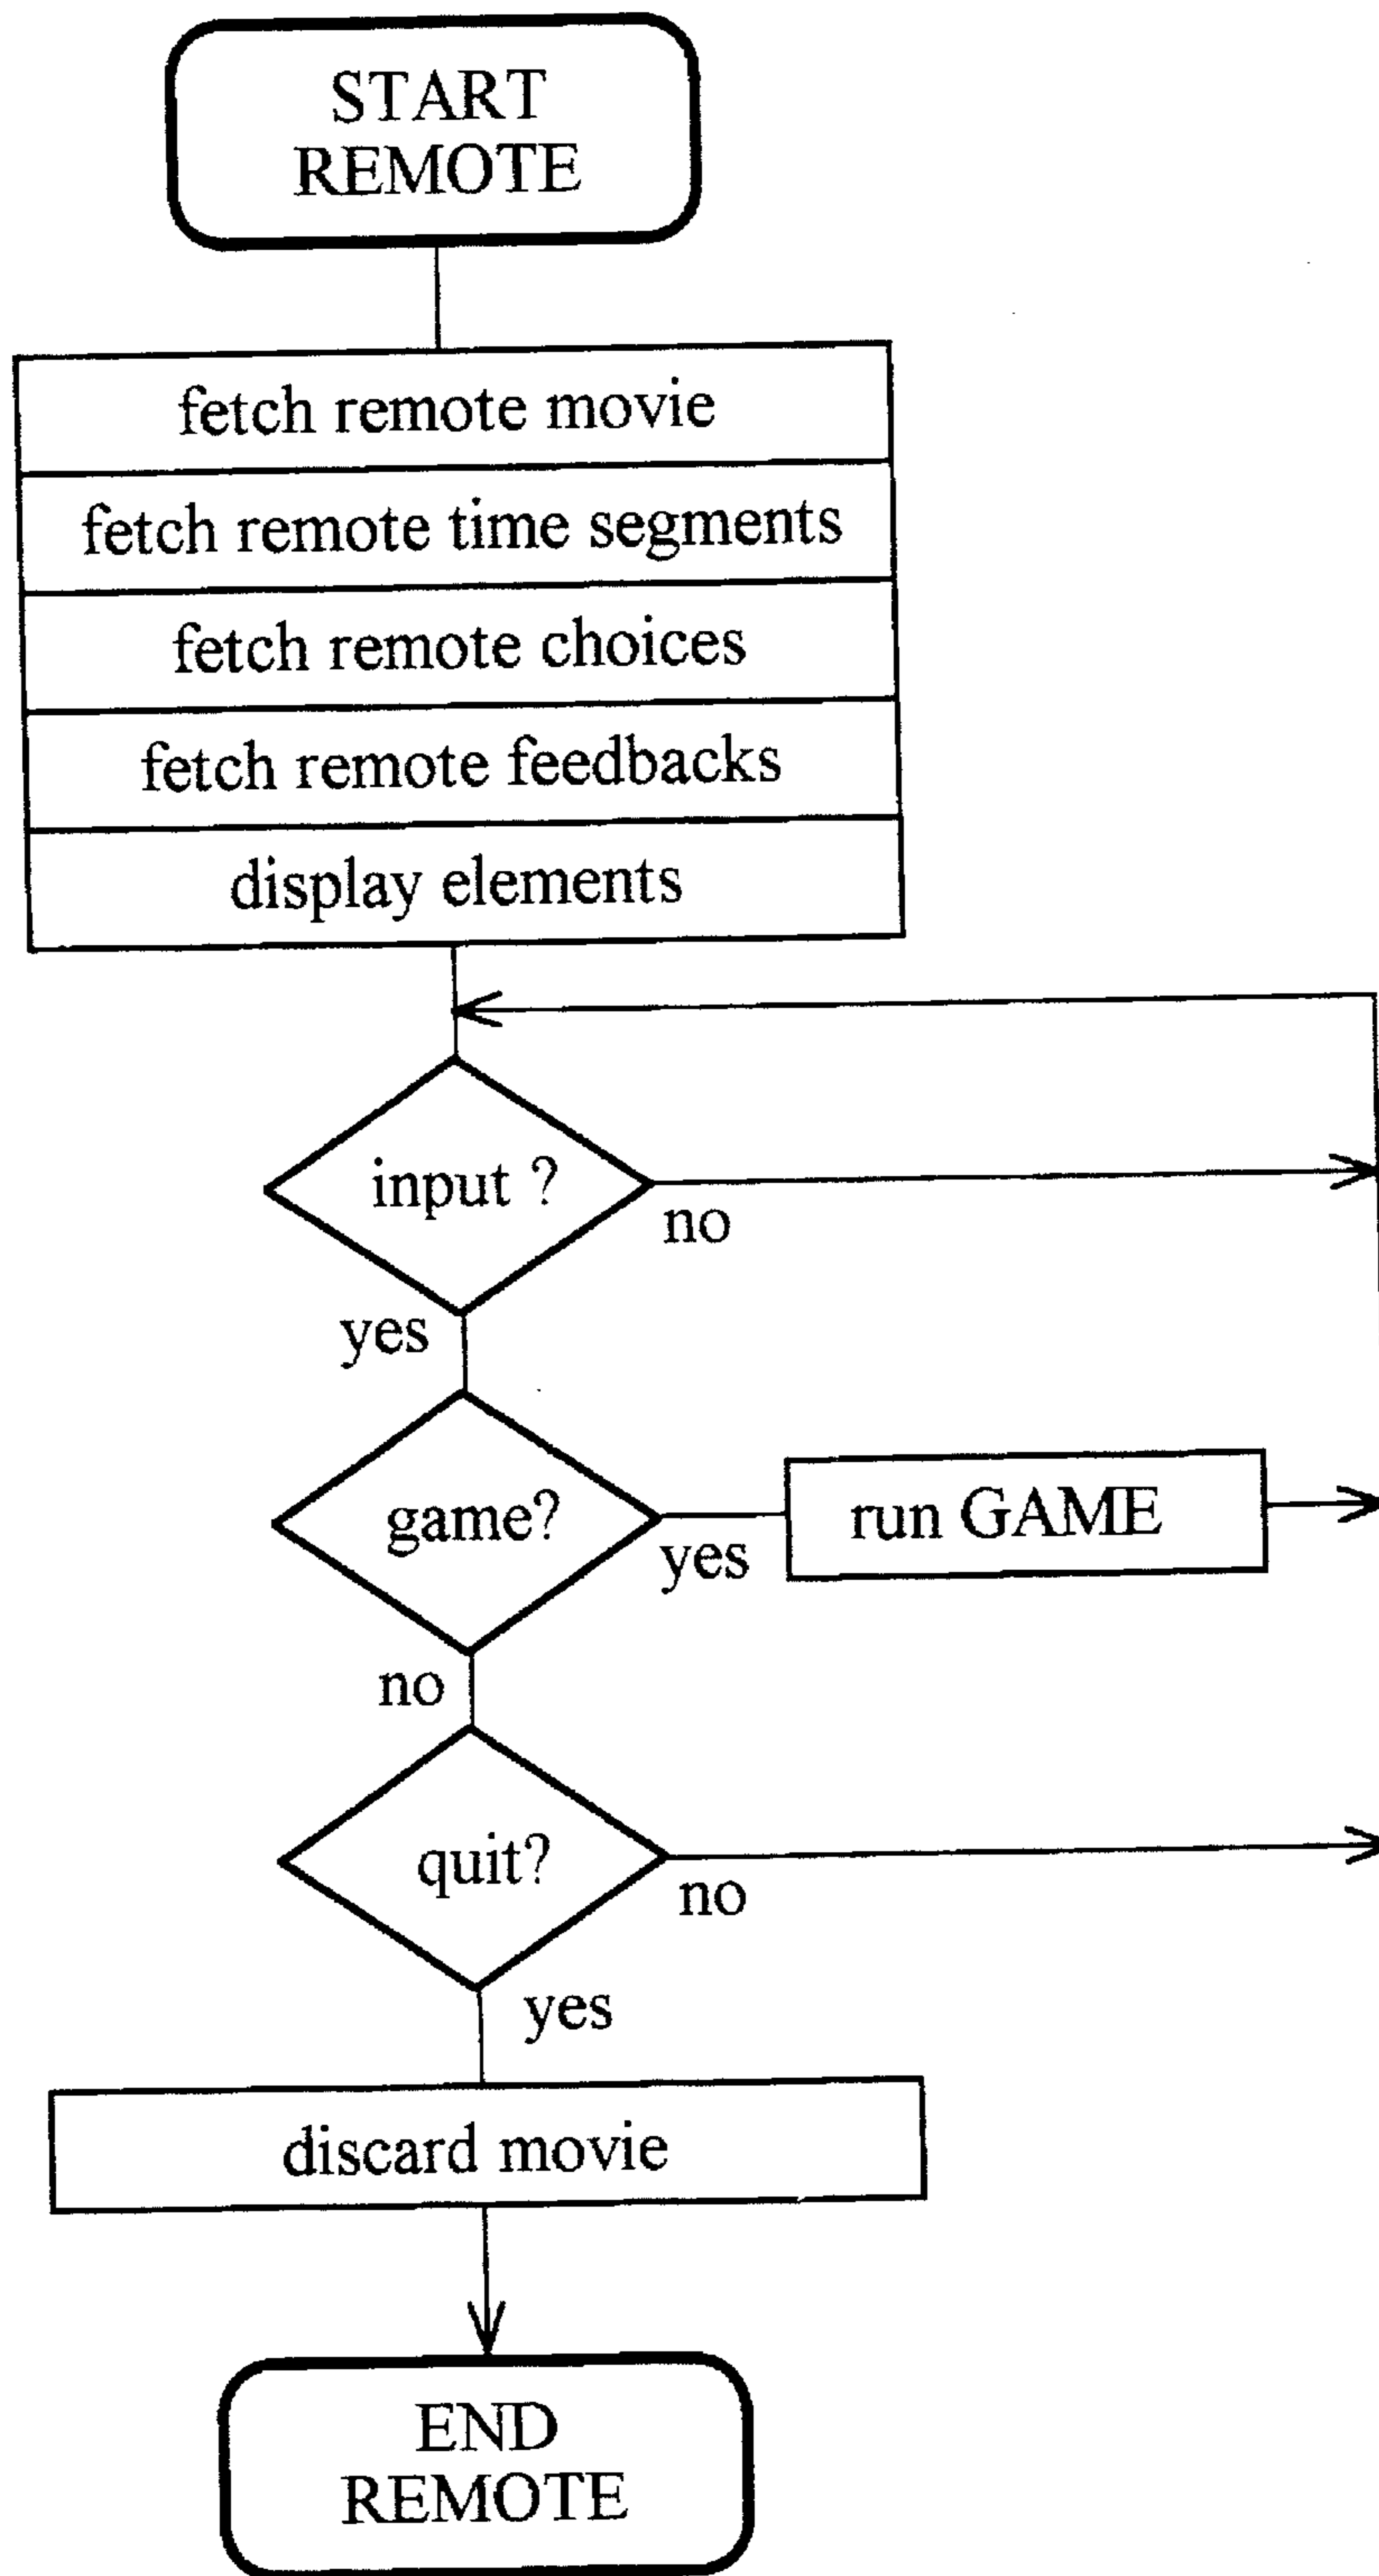 START
REMOTE
fetch remote movie
fetch remote time segments
fetch remote choices
fetch remote feedbacks
display elements
input ?
no
yes
game?
yes
run GAME
no
quit?
no
yes
discard movie
END
REMOTE